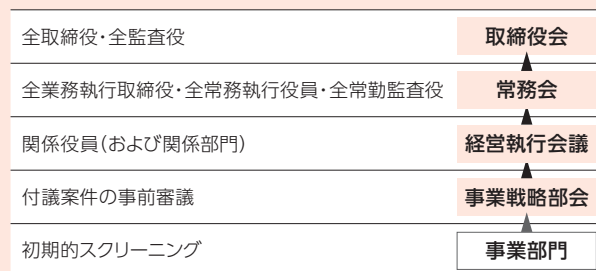 全取締役・全監査役 取締役会
全業務執行取締役・全常務執行役員・全常勤監査役 常務会
関係役員(および関係部門) 経営執行会議
付議案件の事前審議 事業戦略部会
初期的スクリーニング 事業部門